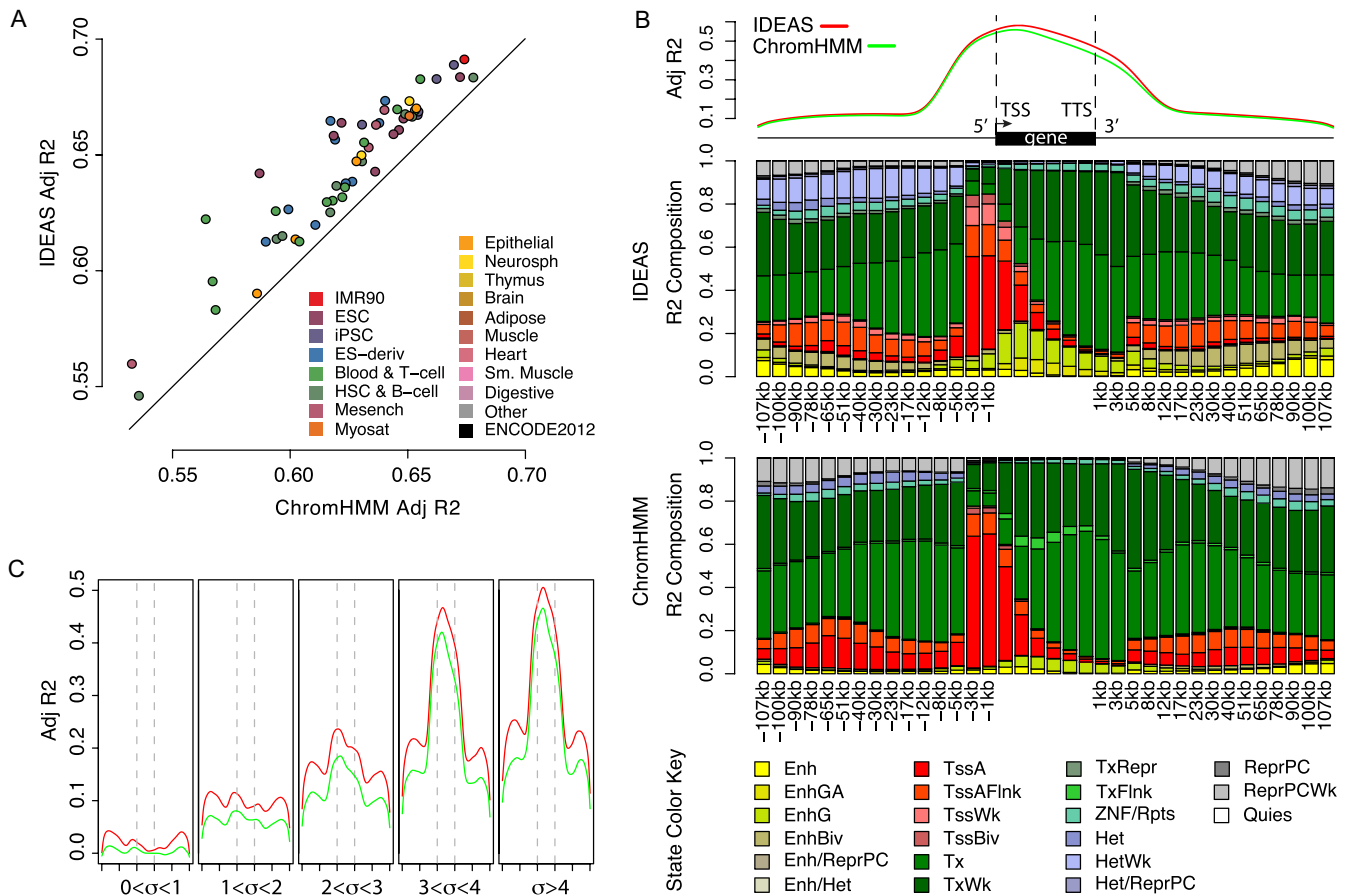 A
IDEAS Adj R2
0.70
0.65
0.60
0.55
0.55
0.60
0.65
0.70
ChromHMM Adj R2
IMR90
ESC
iPSC
ES−deriv
Blood & T−cell
HSC & B−cell
Mesench
Myosat
Epithelial
Neurosph
Thymus
Brain
Adipose
Muscle
Heart
Sm. Muscle
Digestive
Other
ENCODE2012
B
IDEAS
ChromHMM
Adj R2
0.5
0.3
0.1
TSS
TTS
5′
gene
3′
IDEAS
R2 Composition
1.0
0.8
0.6
0.4
0.2
0.0
−107kb
−100kb
−90kb
−78kb
−65kb
−51kb
−40kb
−30kb
−23kb
−17kb
−12kb
−8kb
−5kb
−3kb
−1kb
1kb
3kb
5kb
8kb
12kb
17kb
23kb
30kb
40kb
51kb
65kb
78kb
90kb
100kb
107kb
ChromHMM
R2 Composition
1.0
0.8
0.6
0.4
0.2
0.0
−107kb
−100kb
−90kb
−78kb
−65kb
−51kb
−40kb
−30kb
−23kb
−17kb
−12kb
−8kb
−5kb
−3kb
−1kb
1kb
3kb
5kb
8kb
12kb
17kb
23kb
30kb
40kb
51kb
65kb
78kb
90kb
100kb
107kb
State Color Key
Enh
EnhGA
EnhG
EnhBiv
Enh/ReprPC
Enh/Het
TssA
TssAFlnk
TssWk
TssBiv
Tx
TxWk
TxRepr
TxFlnk
ZNF/Rpts
Het
HetWk
Het/ReprPC
ReprPC
ReprPCWk
Quies
C
Adj R2
0.5
0.4
0.3
0.2
0.1
0.0
0<σ<1
1<σ<2
2<σ<3
3<σ<4
σ>4